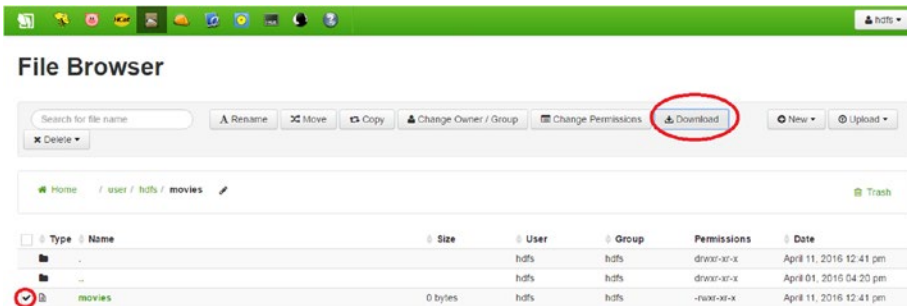 hdfs
File Browser
Search for file name Rename Move Copy Change Owner / Group Change Permissions Download New Upload
Delete
Home / user / hdfs / movies Trash
Type Name Size User Group Permissions Date
. hdfs hdfs drwxr-xr-x April 11, 2016 12:41 pm
.. hdfs hdfs drwxr-xr-x April 01, 2016 04:20 pm
movies 0 bytes hdfs hdfs -rwxr-xr-x April 11, 2016 12:41 pm